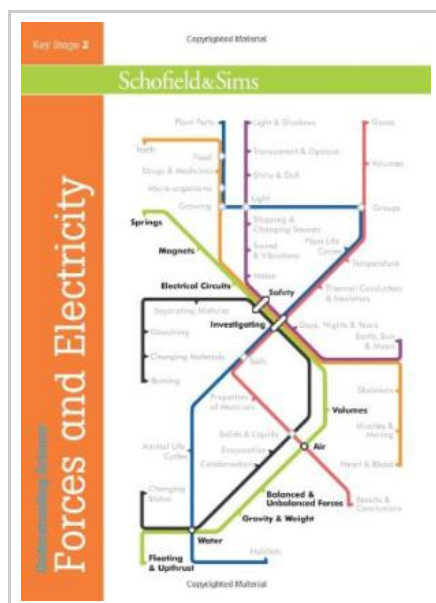 Key Stage 2
Copyrighted Material
Schofield&Sims
Understanding Science
Forces and Electricity
Plant Parts
Light & Shadows
Gases
Teeth
Transparent & Opaque
Food
Volumes
Drugs & Medicines
Shiny & Dull
Micro-organisms
Growing
Light
Groups
Springs
Stopping &
Changing Sounds
Plant Life
Cycles
Magnets
Sound
& Vibrations
Temperature
Noise
Electrical Circuits
Safety
Thermal Conductors
& Insulators
Separating Mixtures
Investigating
Days, Nights & Years
Dissolving
Earth, Sun
& Moon
Changing Materials
Soils
Burning
Skeletons
Properties
of Materials
Volumes
Muscles &
Moving
Solids & Liquids
Animal Life
Cycles
Air
Evaporation
Condensation
Heart & Blood
Changing
States
Balanced &
Unbalanced Forces
Results &
Conclusions
Gravity & Weight
Water
Floating
& Upthrust
Habitats
Copyrighted Material